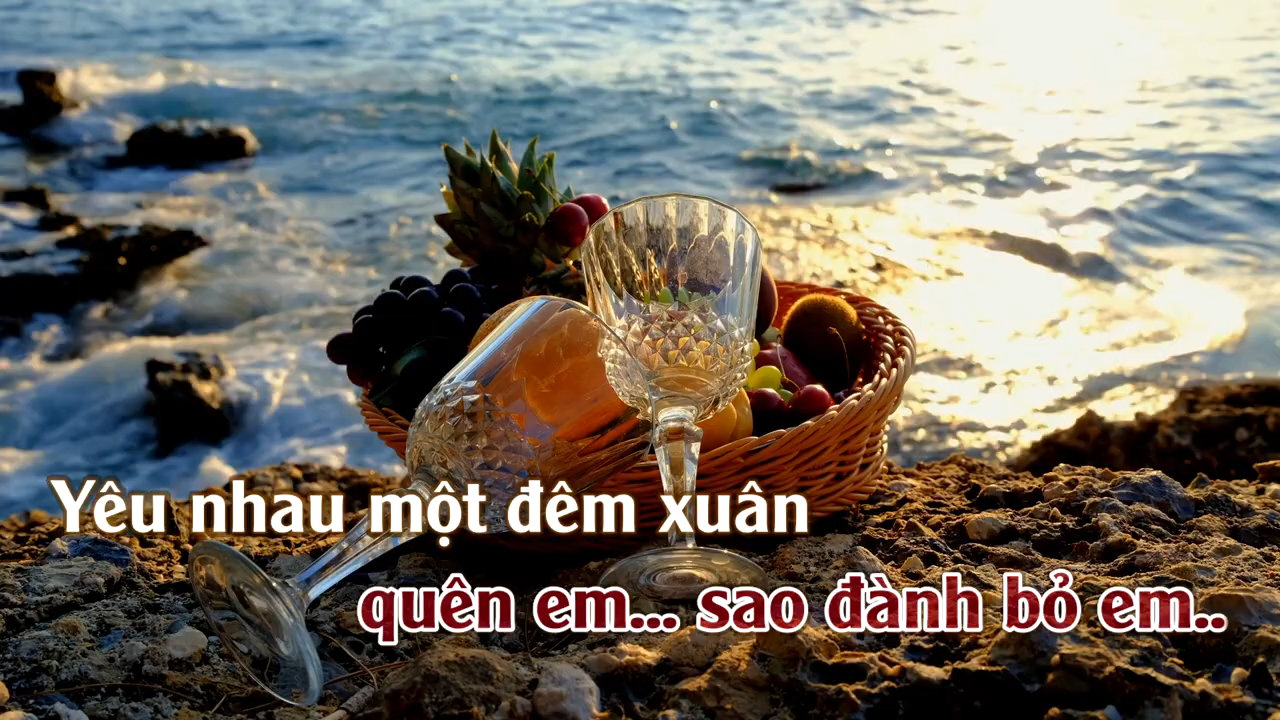 Yêu nhau một đêm xuân
quên em... sao đành bỏ em..